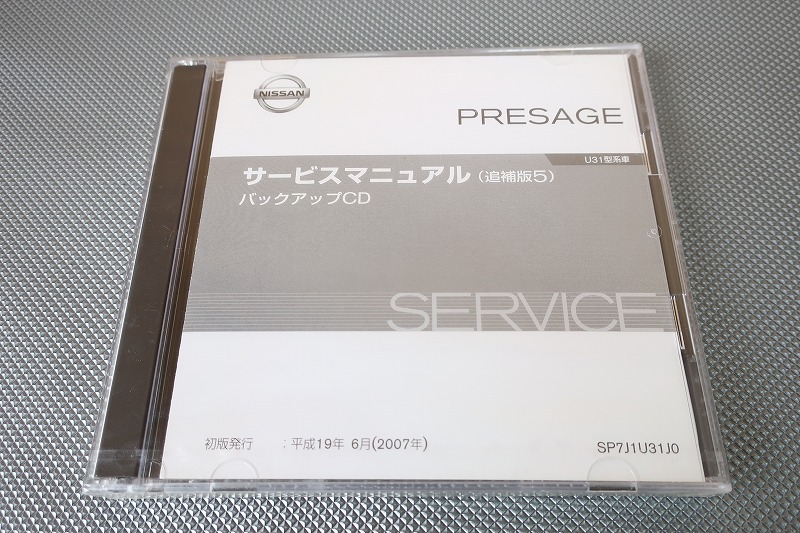 NISSAN
PRESAGE
U31型系車
サービスマニュアル(追補版5)
バックアップCD
SERVICE
初版発行 :平成19年 6月(2007年)
SP7J1U31J0